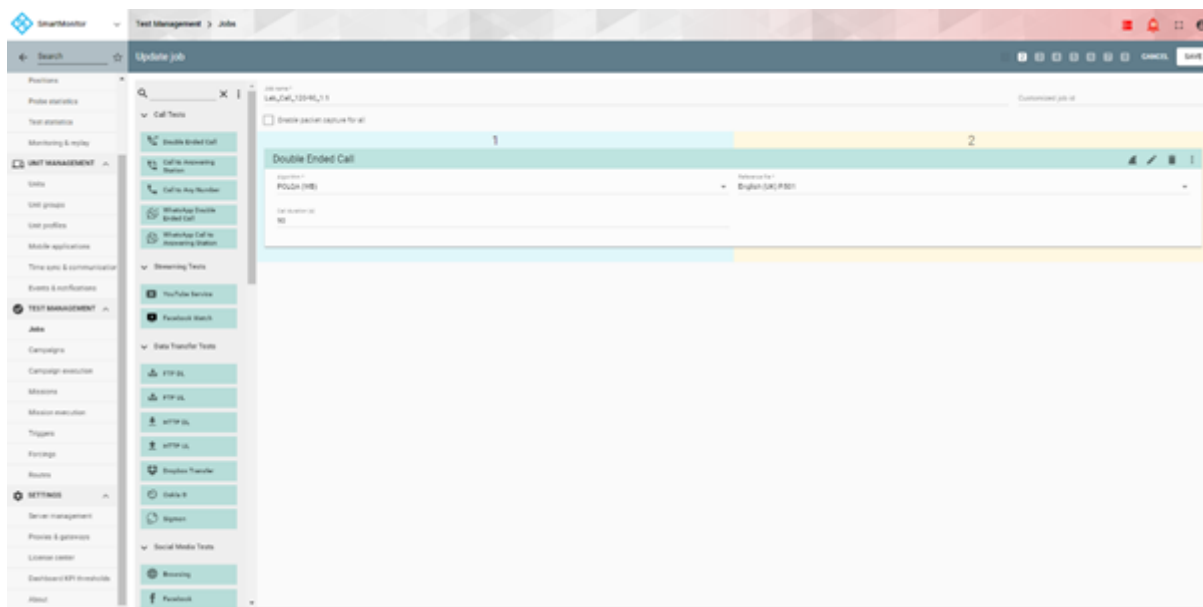 SmartMonitor
Test Management > Jobs
Search
Update job
CANCEL
SAVE
Positions
Probe statistics
Test statistics
Monitoring & replay
UNIT MANAGEMENT
Units
Unit groups
Unit profiles
Mobile applications
Time sync & communication
Events & notifications
TEST MANAGEMENT
Jobs
Campaigns
Campaign execution
Missions
Mission execution
Triggers
Forcings
Routes
SETTINGS
Server management
Proxies & gateways
License center
Dashboard KPI thresholds
About
Call Tests
Double Ended Call
Call to Answering
Station
Call to Any Number
WhatsApp Double
Ended Call
WhatsApp Call to
Answering Station
Streaming Tests
YouTube Service
Facebook Watch
Data Transfer Tests
FTP DL
FTP UL
HTTP DL
HTTP UL
Dropbox Transfer
Ookla ®
Social Media Tests
Browsing
Facebook
Job name *
Customized job id
Enable packet capture for all
1
2
Double Ended Call
Algorithm *
POLQA (WB)
Reference file *
English (UK) P.501
Call duration (s)
90